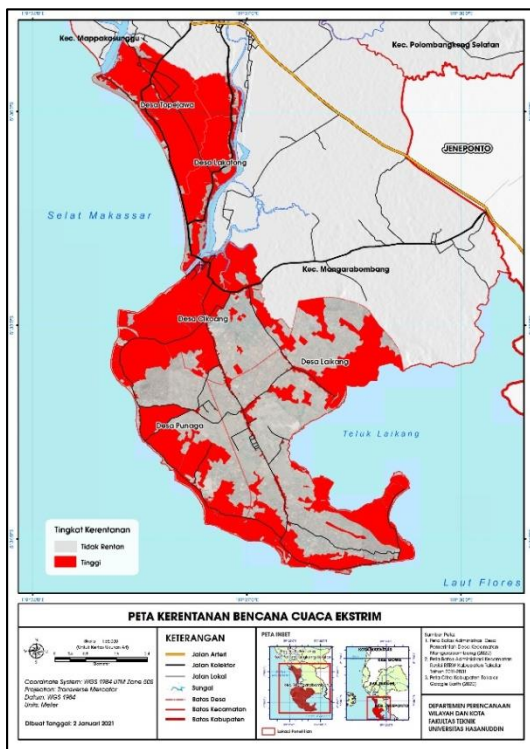 Kec. Mappakasunggu
Kec. Polombangkeng Selatan
Desa Topejawa
JENEPONTO
Desa Lakatong
Selat Makassar
Kec. Mangarabombang
Desa Cikoang
Desa Laikang
Desa Punaga
Teluk Laikang
Tingkat Kerentanan
Tidak Rentan
Tinggi
Laut Flores
PETA KERENTANAN BENCANA CUACA EKSTRIM
KETERANGAN
Jalan Arteri
Jalan Kolektor
Jalan Lokal
Sungai
Batas Desa
Batas Kecamatan
Batas Kabupaten
Coordinate System: WGS 1984 UTM Zone 50S
Projection: Transverse Mercator
Datum: WGS 1984
Units: Meter
Dibuat Tanggal: 2 Januari 2021
PETA INSET
Lokasi Penelitian
Sumber Peta:
DEPARTEMEN PERENCANAAN
WILAYAH DAN KOTA
FAKULTAS TEKNIK
UNIVERSITAS HASANUDDIN